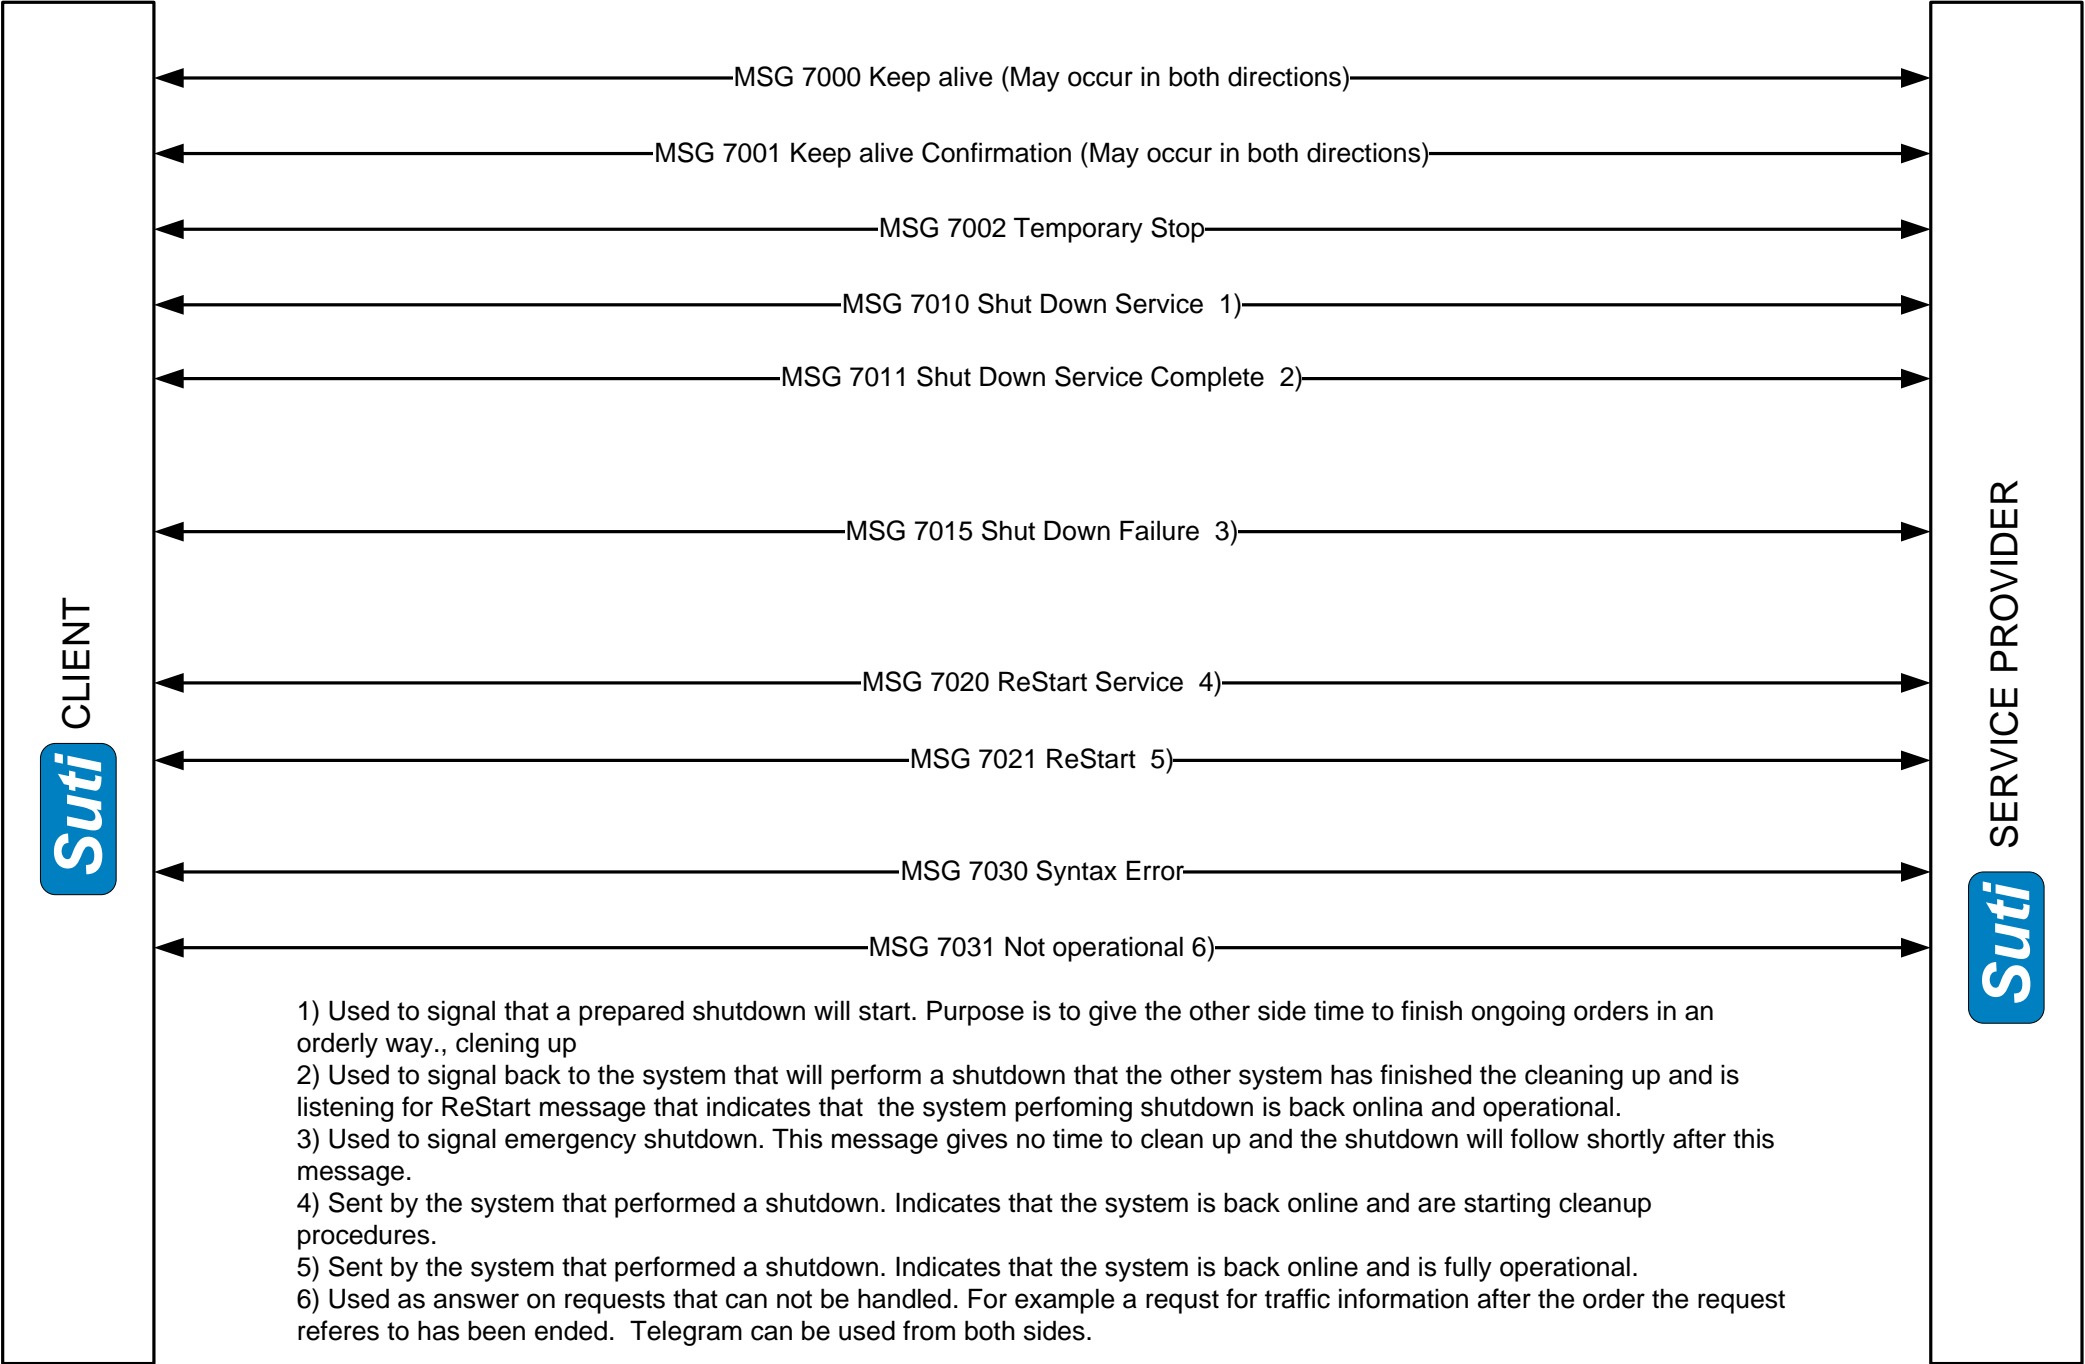 MSG 7000 Keep alive (May occur in both directions)
MSG 7001 Keep alive Confirmation (May occur in both directions)
MSG 7002 Temporary Stop
MSG 7010 Shut Down Service  1)
MSG 7011 Shut Down Service Complete  2)
MSG 7015 Shut Down Failure  3)
MSG 7020 ReStart Service  4)
MSG 7021 ReStart  5)
MSG 7030 Syntax Error
MSG 7031 Not operational 6)
Suti CLIENT
Suti SERVICE PROVIDER
1) Used to signal that a prepared shutdown will start. Purpose is to give the other side time to finish ongoing orders in an
orderly way., clening up
2) Used to signal back to the system that will perform a shutdown that the other system has finished the cleaning up and is
listening for ReStart message that indicates that  the system perfoming shutdown is back onlina and operational.
3) Used to signal emergency shutdown. This message gives no time to clean up and the shutdown will follow shortly after this
message.
4) Sent by the system that performed a shutdown. Indicates that the system is back online and are starting cleanup
procedures.
5) Sent by the system that performed a shutdown. Indicates that the system is back online and is fully operational.
6) Used as answer on requests that can not be handled. For example a requst for traffic information after the order the request
referes to has been ended.  Telegram can be used from both sides.